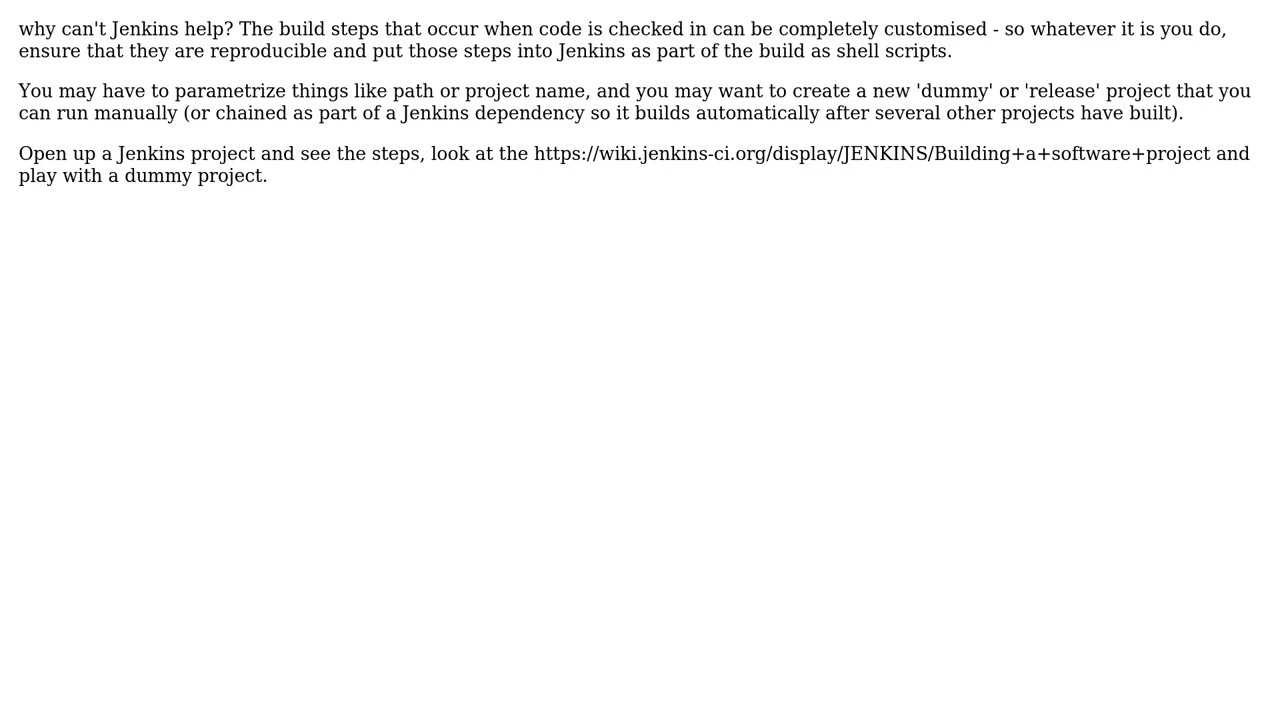 why can't Jenkins help? The build steps that occur when code is checked in can be completely customised - so whatever it is you do,
ensure that they are reproducible and put those steps into Jenkins as part of the build as shell scripts.
You may have to parametrize things like path or project name, and you may want to create a new 'dummy' or 'release' project that you
can run manually (or chained as part of a Jenkins dependency so it builds automatically after several other projects have built).
Open up a Jenkins project and see the steps, look at the https://wiki.jenkins-ci.org/display/JENKINS/Building+a+software+project and
play with a dummy project.